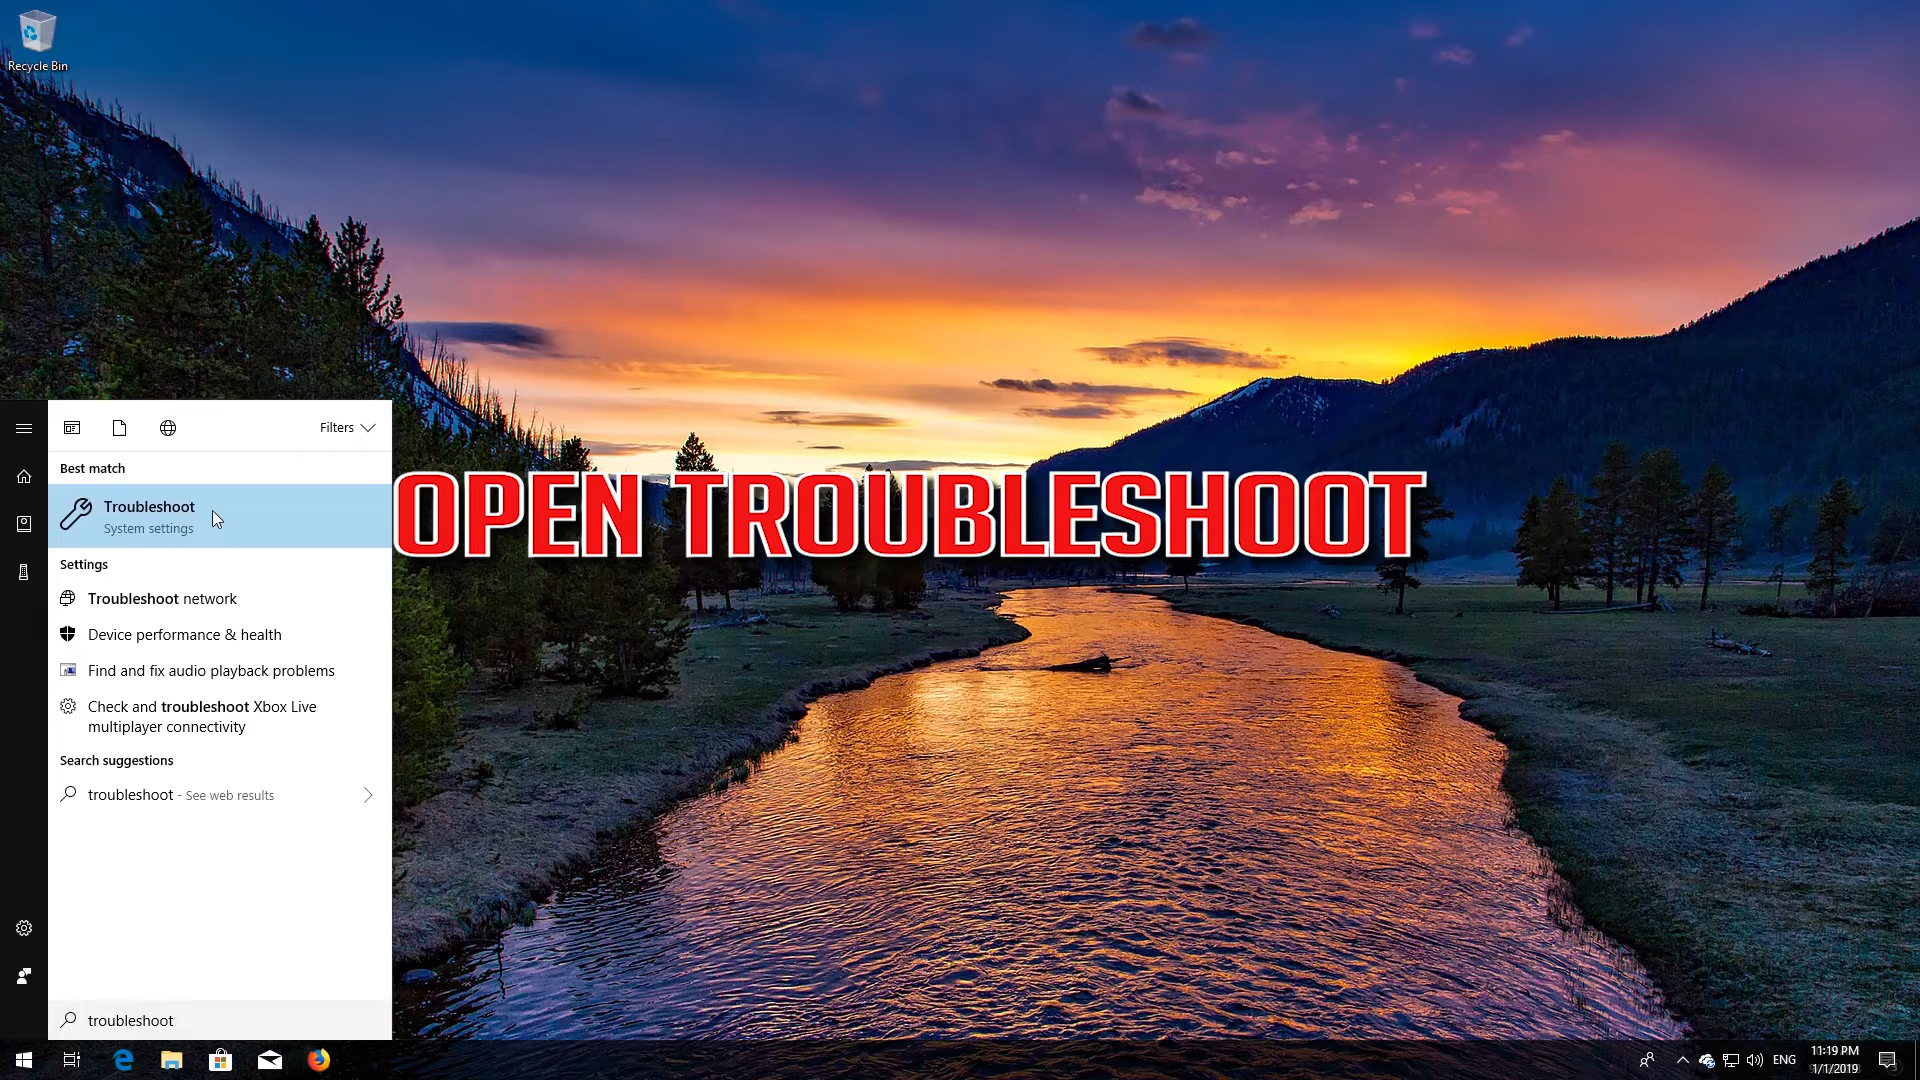 Recycle Bin
Filters
Best match
Troubleshoot
System settings
OPEN TROUBLESHOOT
Settings
Troubleshoot network
Device performance & health
Find and fix audio playback problems
Check and troubleshoot Xbox Live
multiplayer connectivity
Search suggestions
troubleshoot - See web results
troubleshoot
ENG
11:19 PM
1/1/2019